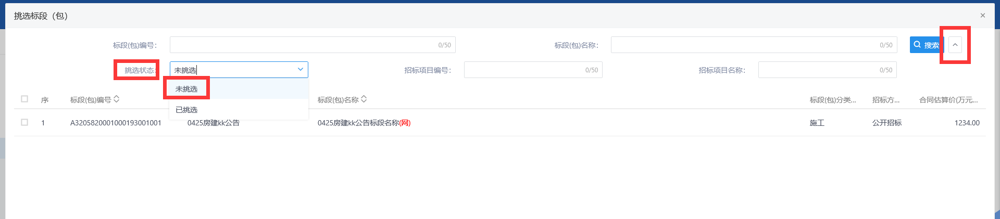 挑选标段（包）
×
标段(包)编号：
0/50
标段(包)名称：
0/50
搜索
挑选状态：
未挑选
招标项目编号：
0/50
招标项目名称：
0/50
未挑选
已挑选
序
标段(包)编号
标段(包)名称
标段(包)分类...
招标方...
合同估算价(万元...
1
A3205820001000193001001
0425房建kk公告
0425房建kk公告标段名称(网)
施工
公开招标
1234.00